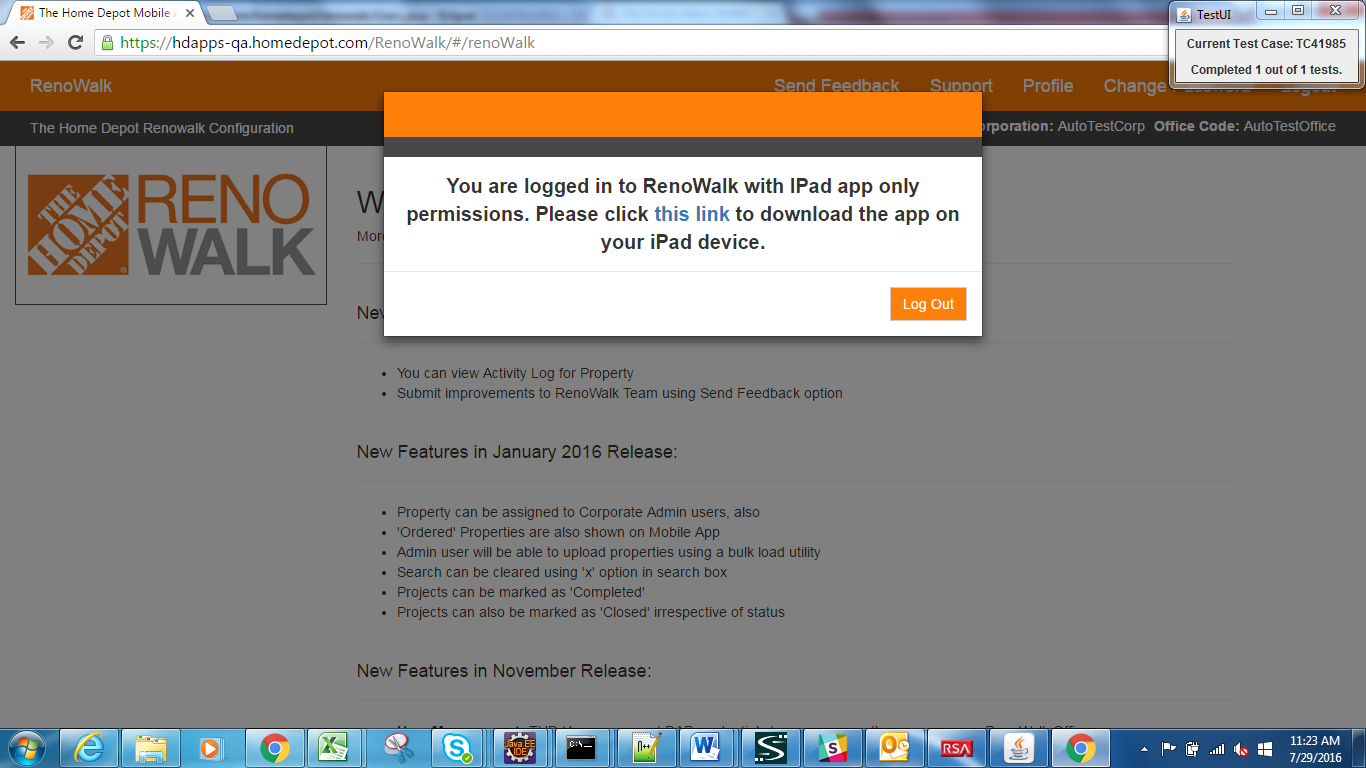 The Home Depot Mobile
TestUI
https://hdapps-qa.homedepot.com/RenoWalk/#/renoWalk
Current Test Case: TC41985
Completed 1 out of 1 tests.
RenoWalk
Send Feedback Support Profile Change Password Logout
The Home Depot Renowalk Configuration
orporation: AutoTestCorp Office Code: AutoTestOffice
You are logged in to RenoWalk with IPad app only
permissions. Please click this link to download the app on
your iPad device.
Log Out
THE HOME DEPOT
RENO
WALK
W
More
New
• You can view Activity Log for Property
• Submit improvements to RenoWalk Team using Send Feedback option
New Features in January 2016 Release:
• Property can be assigned to Corporate Admin users, also
• 'Ordered' Properties are also shown on Mobile App
• Admin user will be able to upload properties using a bulk load utility
• Search can be cleared using 'x' option in search box
• Projects can be marked as 'Completed'
• Projects can also be marked as 'Closed' irrespective of status
New Features in November Release:
Java EE
IDE
C:\
RSA
11:23 AM
7/29/2016